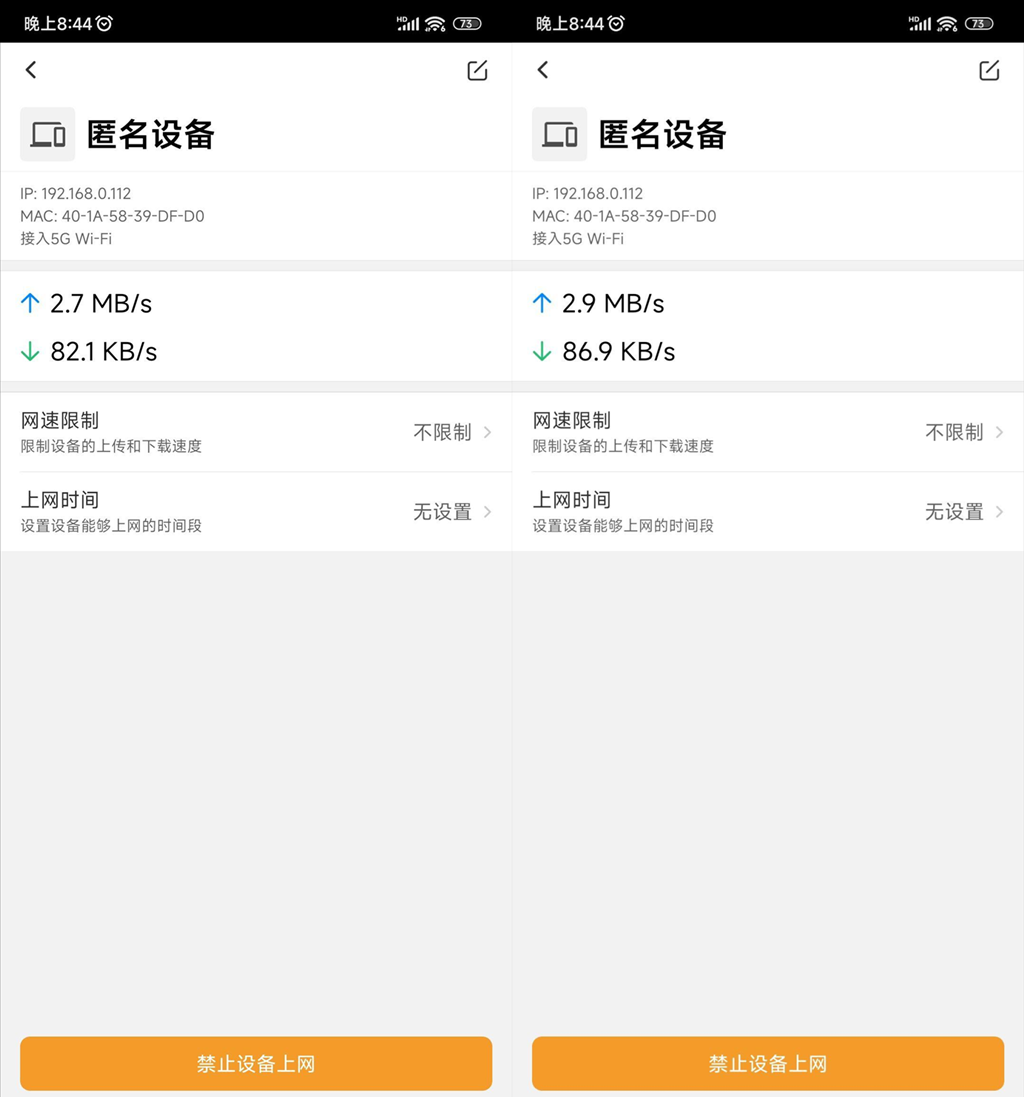 晚上8:44
HD
6
73
匿名设备
IP: 192.168.0.112
MAC: 40-1A-58-39-DF-D0
接入5G Wi-Fi
2.7 MB/s
82.1 KB/s
网速限制
限制设备的上传和下载速度
不限制
上网时间
设置设备能够上网的时间段
无设置
禁止设备上网
晚上8:44
HD
6
73
匿名设备
IP: 192.168.0.112
MAC: 40-1A-58-39-DF-D0
接入5G Wi-Fi
2.9 MB/s
86.9 KB/s
网速限制
限制设备的上传和下载速度
不限制
上网时间
设置设备能够上网的时间段
无设置
禁止设备上网